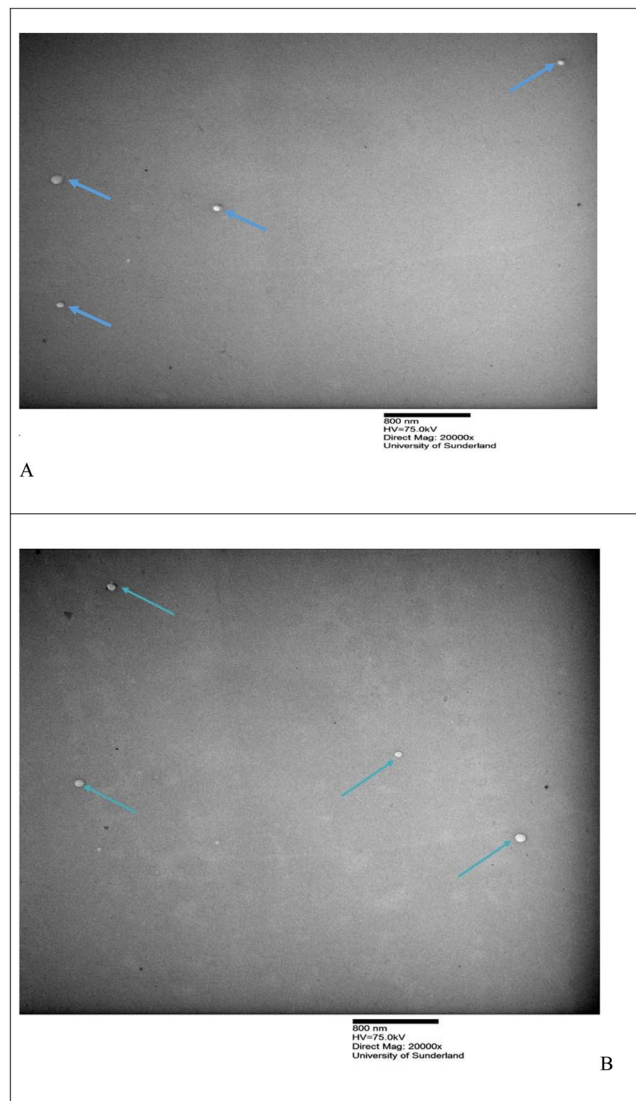 800 nm
HV=75.0kV
Direct Mag: 20000x
University of Sunderland
A
800 nm
HV=75.0kV
Direct Mag: 20000x
University of Sunderland
B